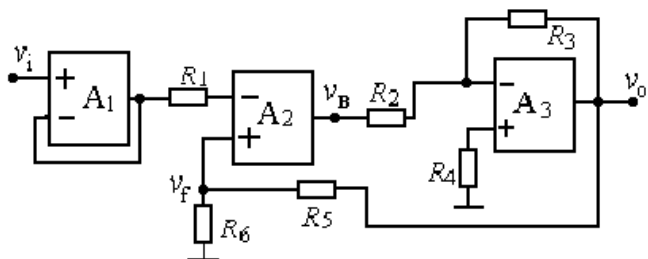 R3
vi
+
R1
A1
−
−
A2
+
vB
R2
−
A3
+
vo
R4
vf
R5
R6